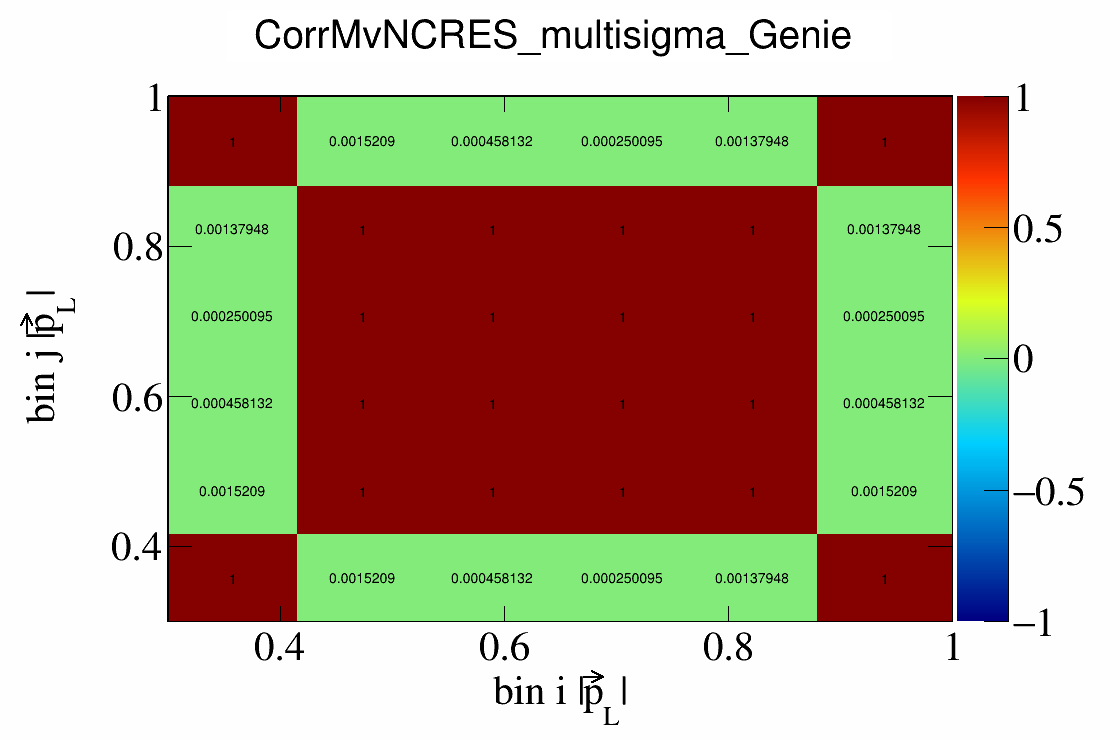 CorrMvNCRES_multisigma_Genie
1
1 0.0015209 0.000458132 0.000250095 0.00137948 1
1
0.00137948 1 1 1 1 0.00137948
0.8
0.5
0.000250095 1 1 1 1 0.000250095
0
bin j |p⃗_L|
0.6
0.000458132 1 1 1 1 0.000458132
0.0015209 1 1 1 1 0.0015209
−0.5
0.4
1 0.0015209 0.000458132 0.000250095 0.00137948 1
−1
0.4 0.6 0.8 1
bin i |p⃗_L|